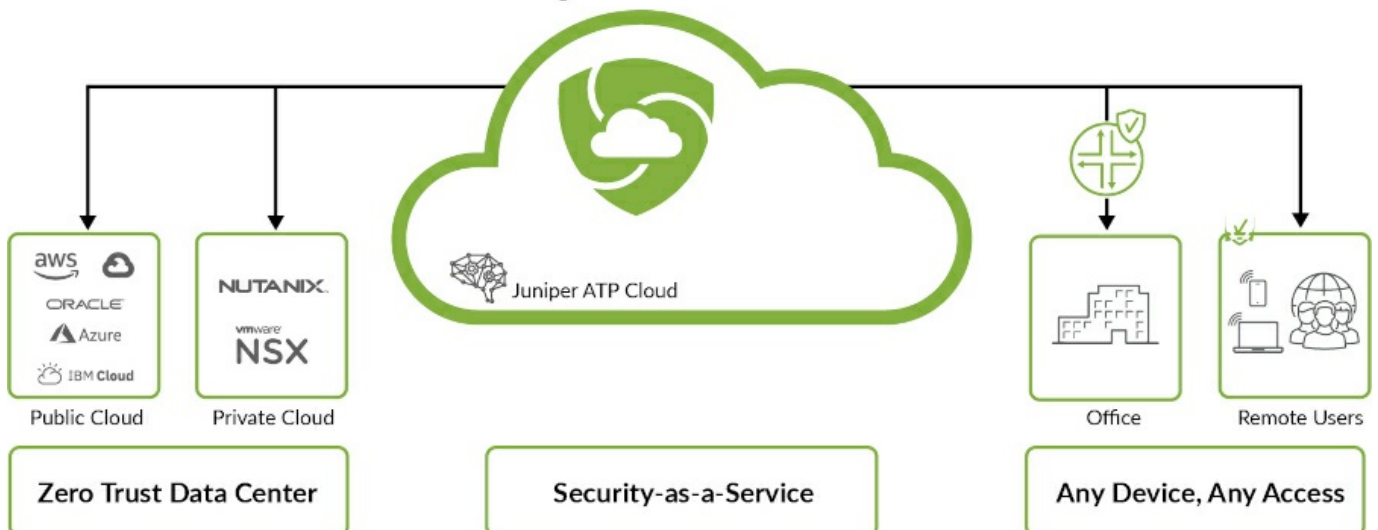 aws
ORACLE
Azure
IBM Cloud
Public Cloud
NUTANIX
vmware
NSX
Private Cloud
Juniper ATP Cloud
Office
Remote Users
Zero Trust Data Center
Security-as-a-Service
Any Device, Any Access